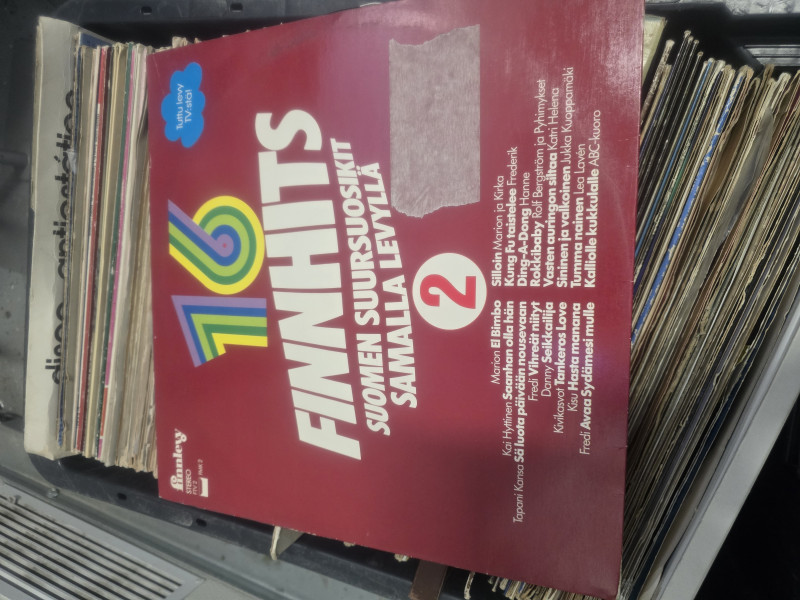 finnlevy
STEREO
Tuttu levy
TV:stä!
16
FINNHITS
SUOMEN SUURSUOSIKIT
SAMALLA LEVYLLÄ
2
Marion El Bimbo
Kai Hyttinen Saanhan olla hän
Tapani Kansa Sä luota päivään nousevaan
Fredi Vihreät niityt
Danny Seikkailija
Kivikasvot Tankeros Love
Kisu Hasta manana
Fredi Avaa Sydämesi mulle
Silloin Marion ja Kirka
Kung Fu taistelee Frederik
Ding-A-Dong Hanne
Rokkibaby Rolf Bergström ja Pyhimykset
Vasten auringon siltaa Katri Helena
Sininen ja valkoinen Jukka Kuoppamäki
Tumma nainen Lea Lavén
Kalliolle kukkulalle ABC-kuoro
disco antiestático